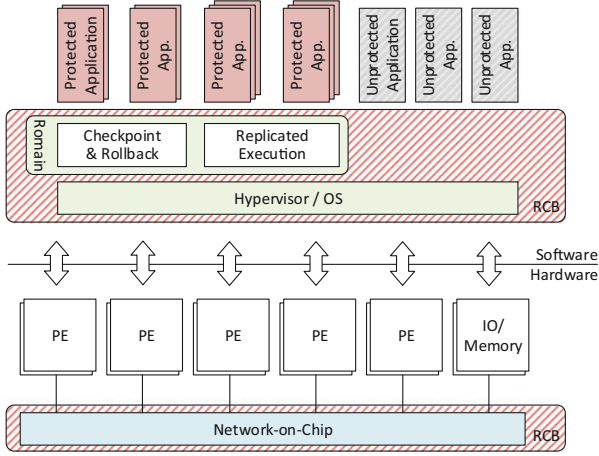 Protected
Application
Protected
App.
Protected
App.
Protected
App.
Unprotected
Application
Unprotected
App.
Unprotected
App.
Romain
Checkpoint
& Rollback
Replicated
Execution
Hypervisor / OS
RCB
Software
Hardware
PE
PE
PE
PE
PE
IO/
Memory
Network-on-Chip
RCB